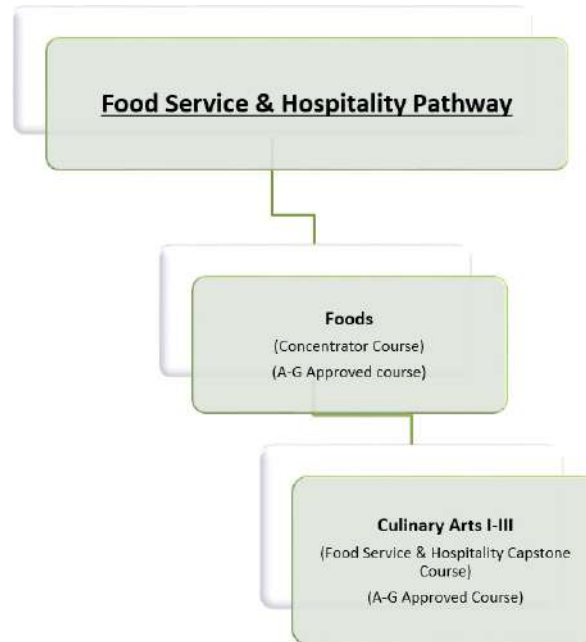 Food Service & Hospitality Pathway
Foods
(Concentrator Course)
(A-G Approved course)
Culinary Arts I-III
(Food Service & Hospitality Capstone
Course)
(A-G Approved Course)